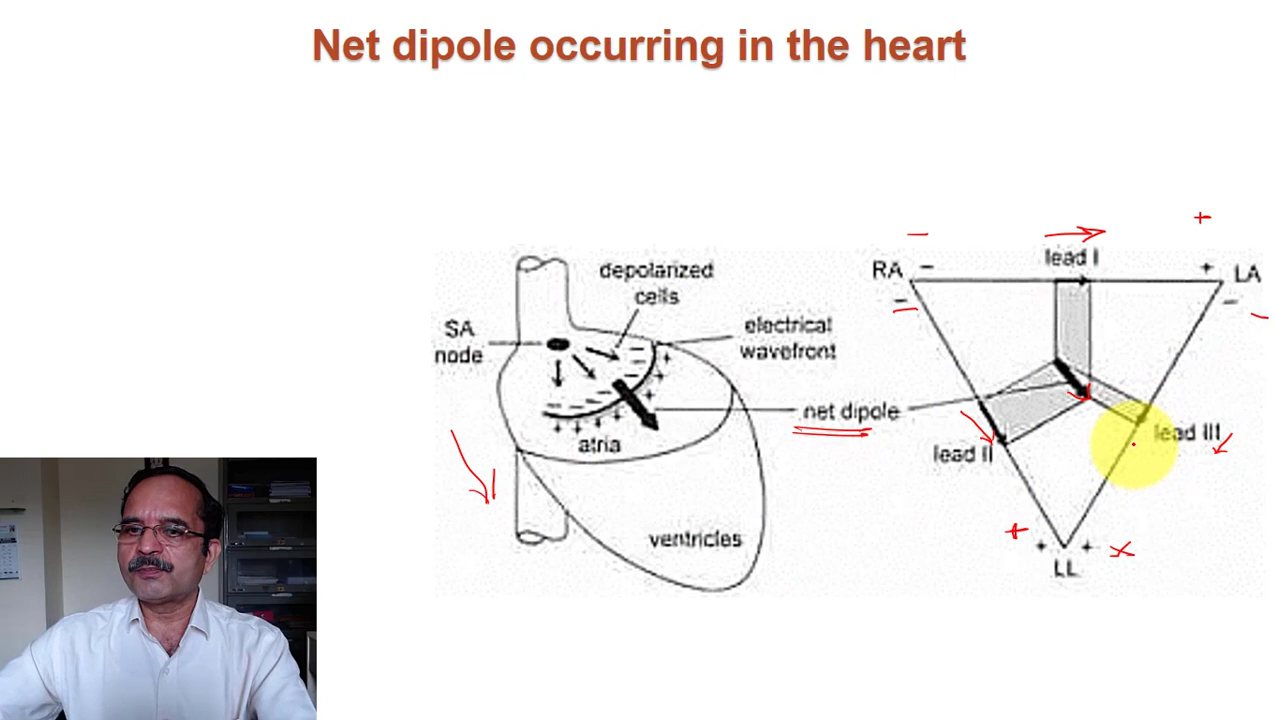 Net dipole occurring in the heart
depolarized
cells
SA
node
electrical
wavefront
net dipole
atria
ventricles
RA
−
−
−
−
lead I
+
+
LA
−
−
lead II
lead III
+
+
+
+
LL